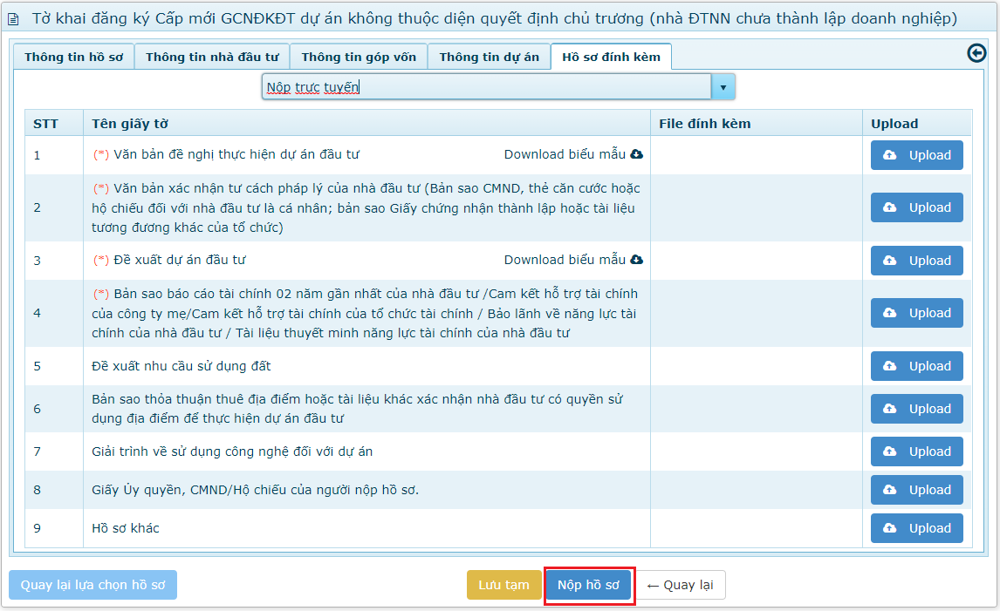 Tờ khai đăng ký Cấp mới GCNĐKĐT dự án không thuộc diện quyết định chủ trương (nhà ĐTNN chưa thành lập doanh nghiệp)
Thông tin hồ sơ Thông tin nhà đầu tư Thông tin góp vốn Thông tin dự án Hồ sơ đính kèm
Nộp trực tuyến
STT Tên giấy tờ File đính kèm Upload
1 (*) Văn bản đề nghị thực hiện dự án đầu tư Download biểu mẫu Upload
(*) Văn bản xác nhận tư cách pháp lý của nhà đầu tư (Bản sao CMND, thẻ căn cước hoặc
2 hộ chiếu đối với nhà đầu tư là cá nhân; bản sao Giấy chứng nhận thành lập hoặc tài liệu Upload
tương đương khác của tổ chức)
3 (*) Đề xuất dự án đầu tư Download biểu mẫu Upload
(*) Bản sao báo cáo tài chính 02 năm gần nhất của nhà đầu tư /Cam kết hỗ trợ tài chính
4 của công ty mẹ/Cam kết hỗ trợ tài chính của tổ chức tài chính / Bảo lãnh về năng lực tài Upload
chính của nhà đầu tư / Tài liệu thuyết minh năng lực tài chính của nhà đầu tư
5 Đề xuất nhu cầu sử dụng đất Upload
6 Bản sao thỏa thuận thuê địa điểm hoặc tài liệu khác xác nhận nhà đầu tư có quyền sử Upload
dụng địa điểm để thực hiện dự án đầu tư
7 Giải trình về sử dụng công nghệ đối với dự án Upload
8 Giấy Ủy quyền, CMND/Hộ chiếu của người nộp hồ sơ. Upload
9 Hồ sơ khác Upload
Quay lại lựa chọn hồ sơ Lưu tạm Nộp hồ sơ ← Quay lại